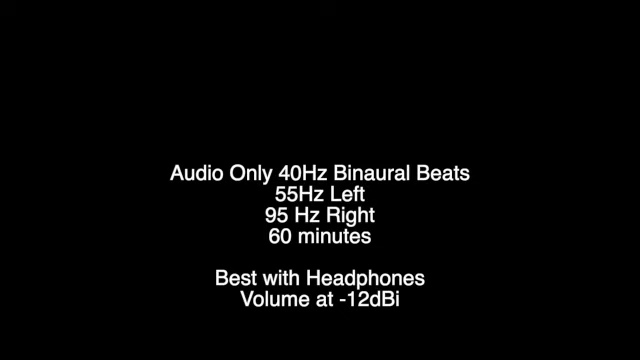 Audio Only 40Hz Binaural Beats
55Hz Left
95 Hz Right
60 minutes
Best with Headphones
Volume at -12dBi